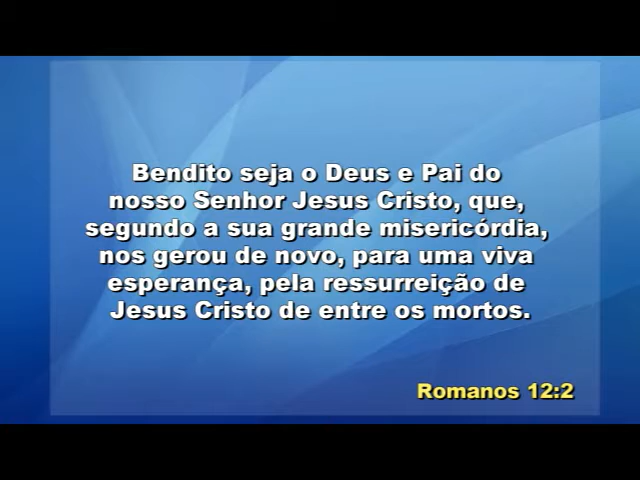 Bendito seja o Deus e Pai do
nosso Senhor Jesus Cristo, que,
segundo a sua grande misericórdia,
nos gerou de novo, para uma viva
esperança, pela ressurreição de
Jesus Cristo de entre os mortos.
Romanos 12:2